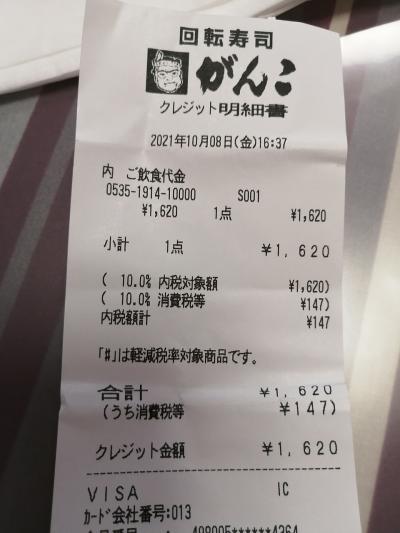 回転寿司
がんこ
クレジット明細書
2021年10月08日(金)16:37
内 ご飲食代金
0535-1914-10000 S001
¥1,620 1点 ¥1,620
小計 1点 ¥1,620
( 10.0% 内税対象額 ¥1,620)
( 10.0% 消費税等 ¥147)
内税額計 ¥147
「#」は軽減税率対象商品です。
合計 ¥1,620
(うち消費税等 ¥147)
クレジット金額 ¥1,620
VISA IC
ｶｰﾄﾞ会社番号:013